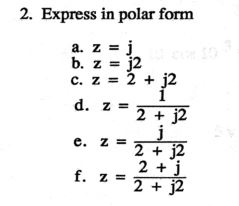 2. Express in polar form
a. z = j
b. z = j2
c. z = 2 + j2
d. z = 1 / (2 + j2)
e. z = j / (2 + j2)
f. z = (2 + j) / (2 + j2)